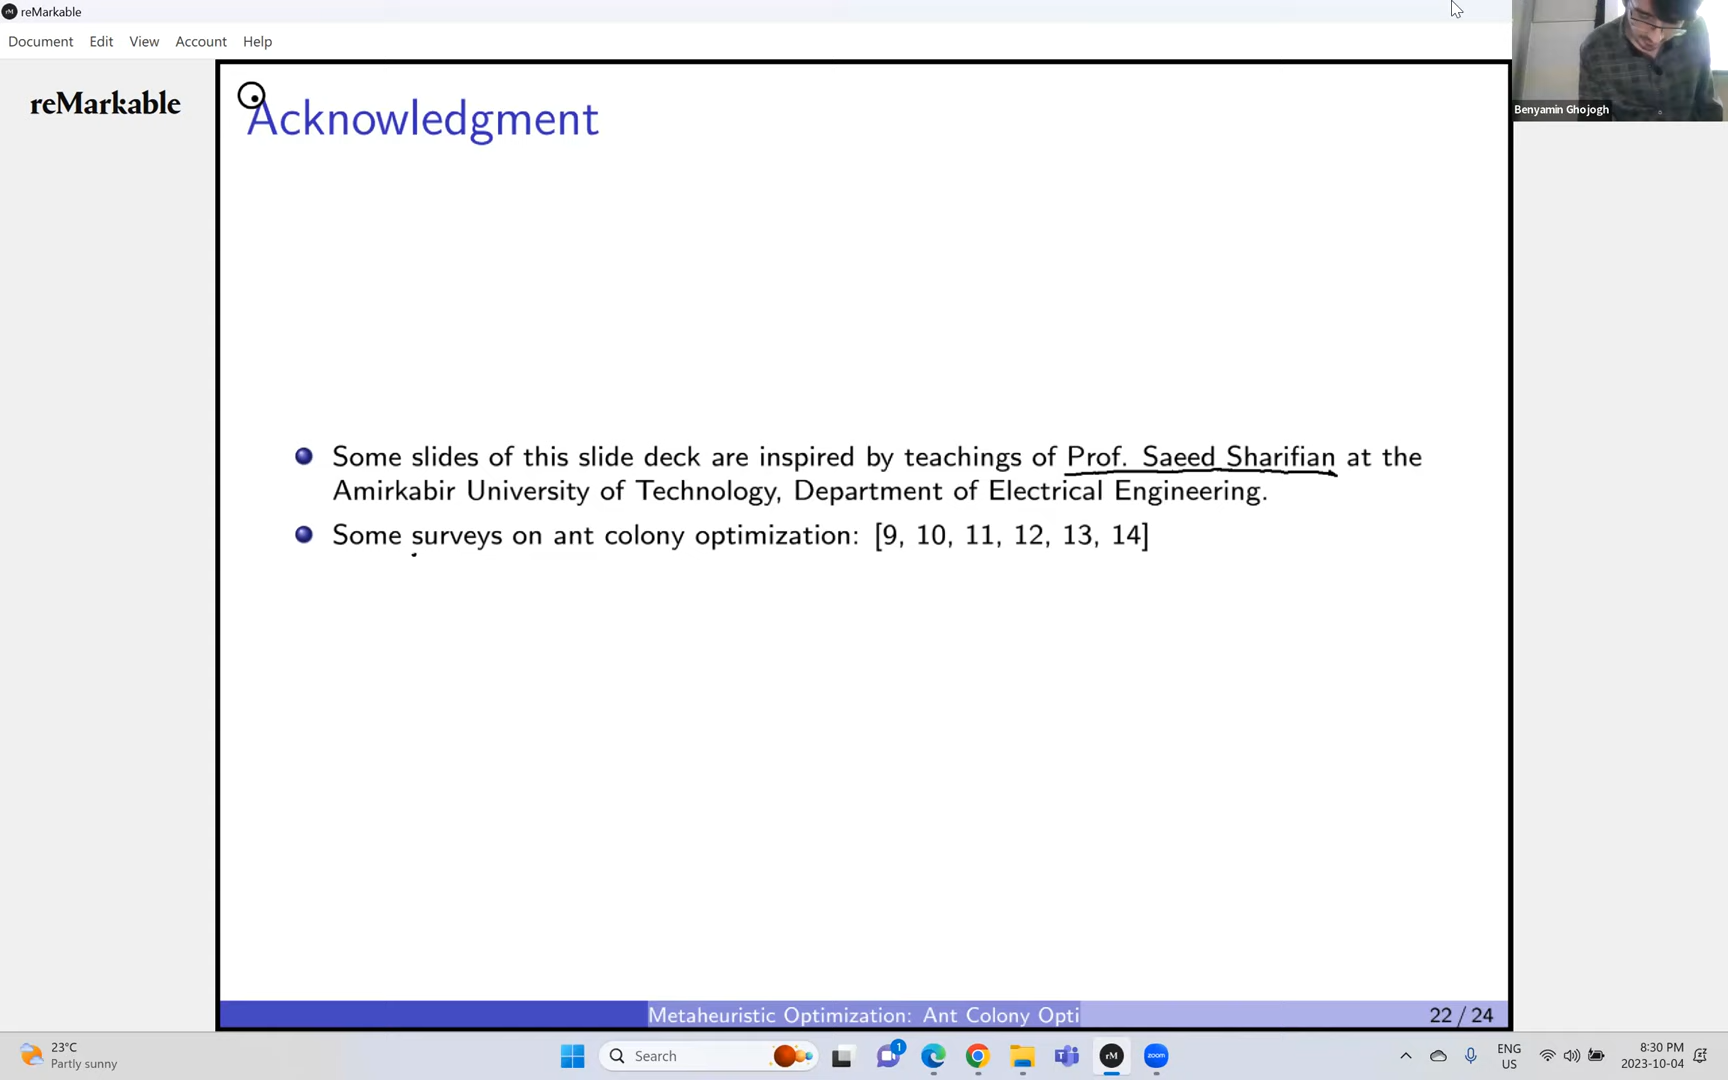 reMarkable
Document Edit View Account Help
reMarkable
Benyamin Ghojogh
Acknowledgment
Some slides of this slide deck are inspired by teachings of Prof. Saeed Sharifian at the
Amirkabir University of Technology, Department of Electrical Engineering.
Some surveys on ant colony optimization: [9, 10, 11, 12, 13, 14]
Metaheuristic Optimization: Ant Colony Opti 22 / 24
23°C
Partly sunny
Search
1
rM
zoom
ENG
US
8:30 PM
2023-10-04